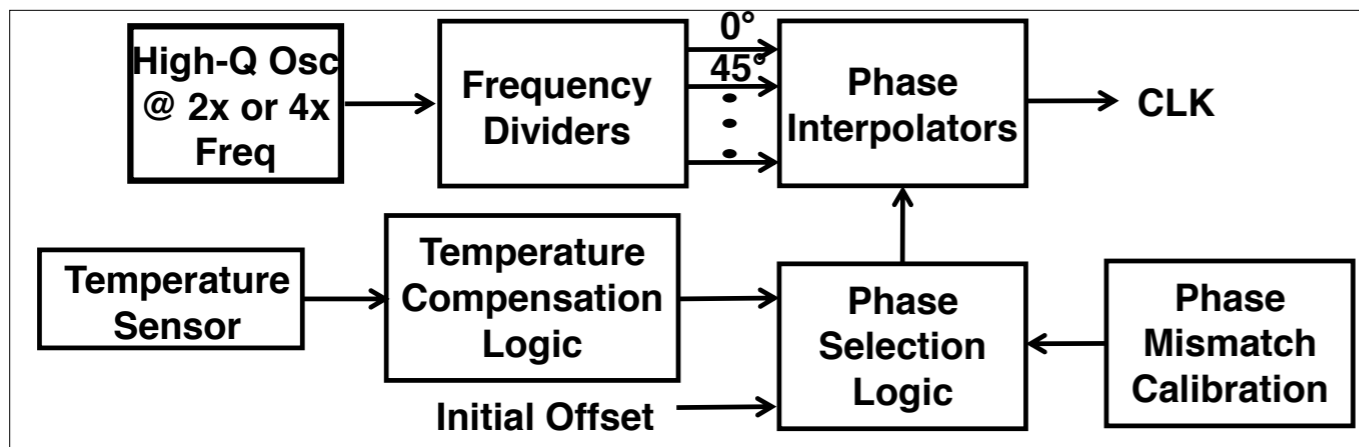 High-Q Osc
@ 2x or 4x
Freq
Frequency
Dividers
0°
45°
Phase
Interpolators
CLK
Temperature
Sensor
Temperature
Compensation
Logic
Initial Offset
Phase
Selection
Logic
Phase
Mismatch
Calibration